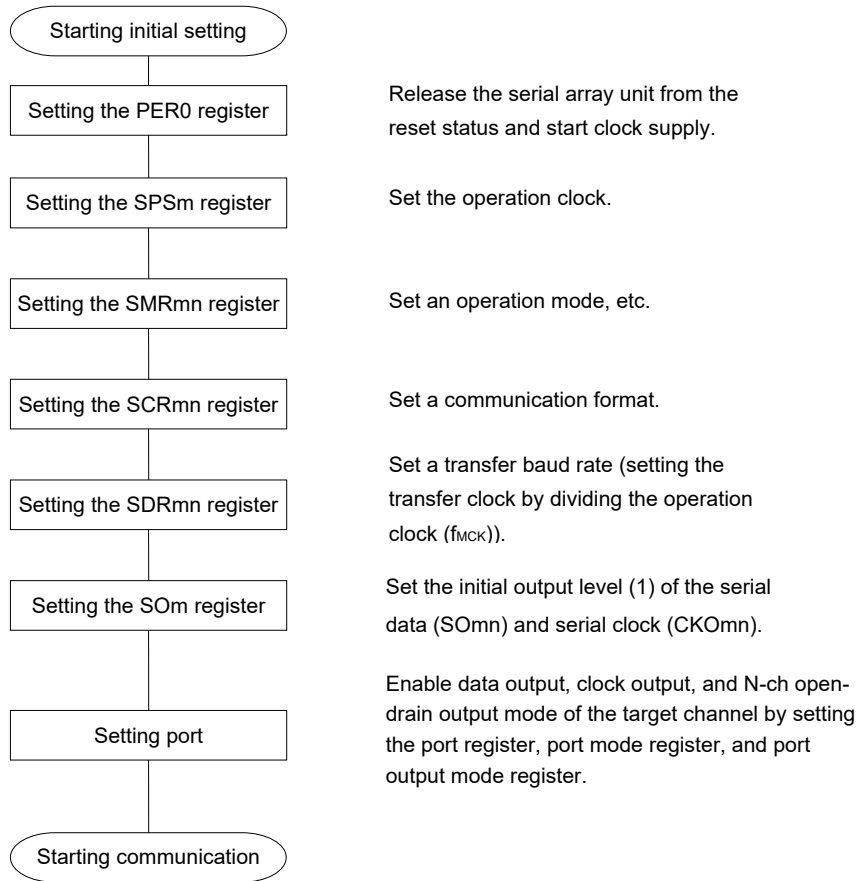 Starting initial setting
Setting the PER0 register
Release the serial array unit from the
reset status and start clock supply.
Setting the SPSm register
Set the operation clock.
Setting the SMRmn register
Set an operation mode, etc.
Setting the SCRmn register
Set a communication format.
Setting the SDRmn register
Set a transfer baud rate (setting the
transfer clock by dividing the operation
clock (fMCK)).
Setting the SOm register
Set the initial output level (1) of the serial
data (SOmn) and serial clock (CKOmn).
Setting port
Enable data output, clock output, and N-ch open-
drain output mode of the target channel by setting
the port register, port mode register, and port
output mode register.
Starting communication